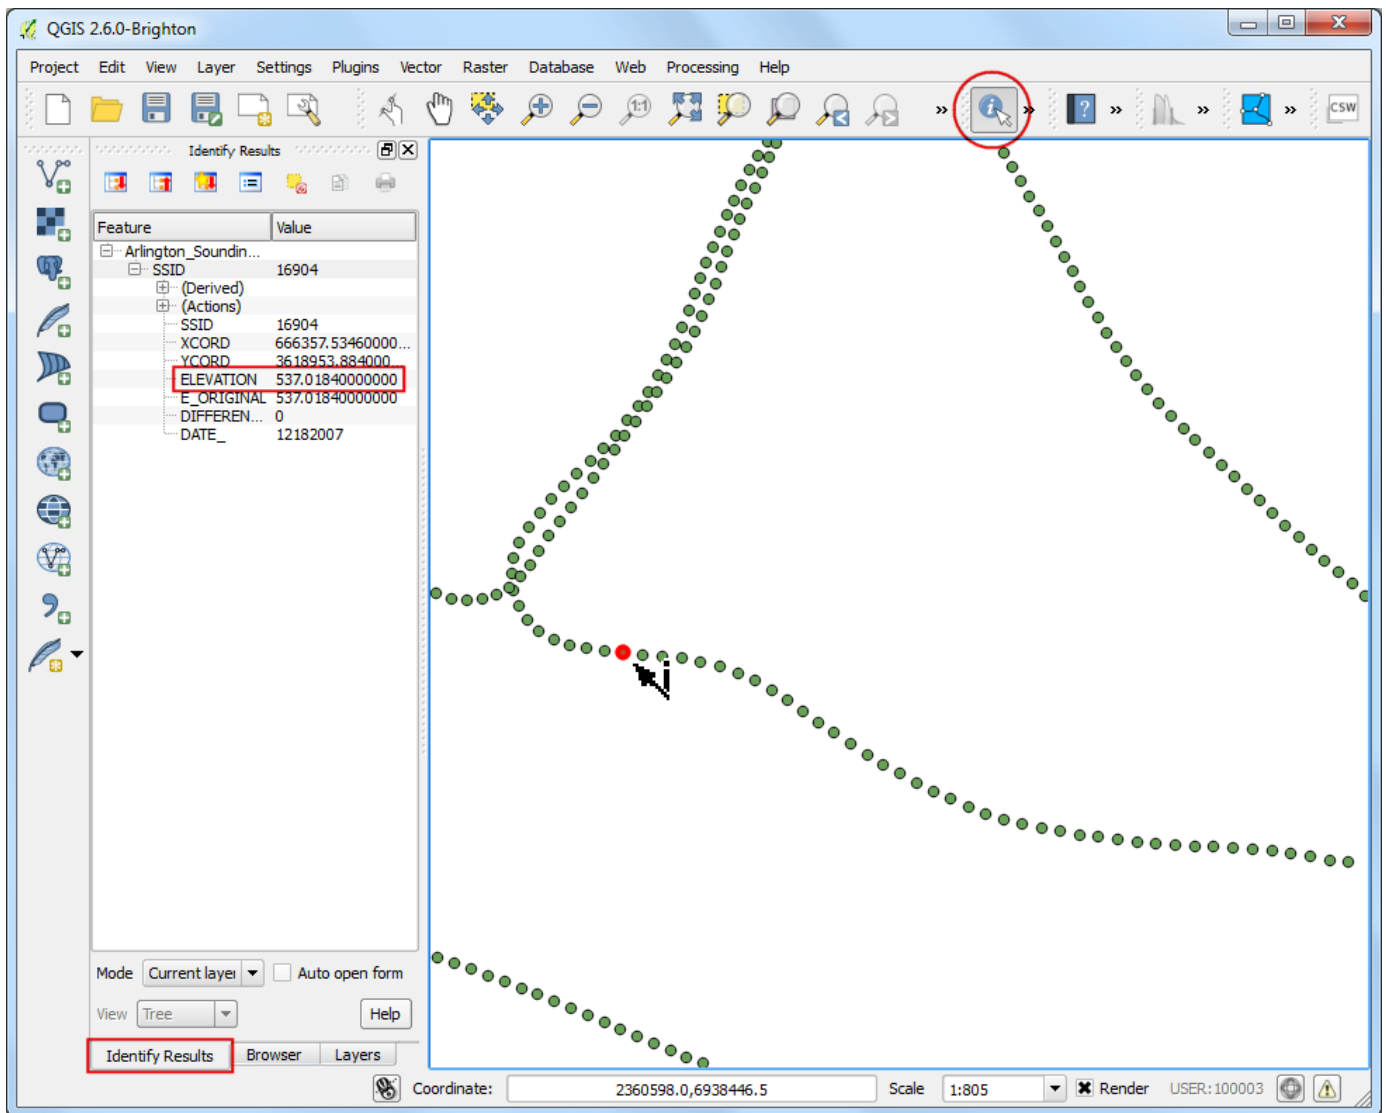 QGIS 2.6.0-Brighton
Project Edit View Layer Settings Plugins Vector Raster Database Web Processing Help
1:1 » i » ? » » » CSW
Identify Results
Feature Value
Arlington_Soundin...
SSID 16904
(Derived)
(Actions)
SSID 16904
XCORD 666357.53460000...
YCORD 3618953.884000
ELEVATION 537.01840000000
E_ORIGINAL 537.01840000000
DIFFEREN... 0
DATE_ 12182007
Mode Current layer Auto open form
View Tree Help
Identify Results Browser Layers
Coordinate: 2360598.0,6938446.5 Scale 1:805 Render USER:100003